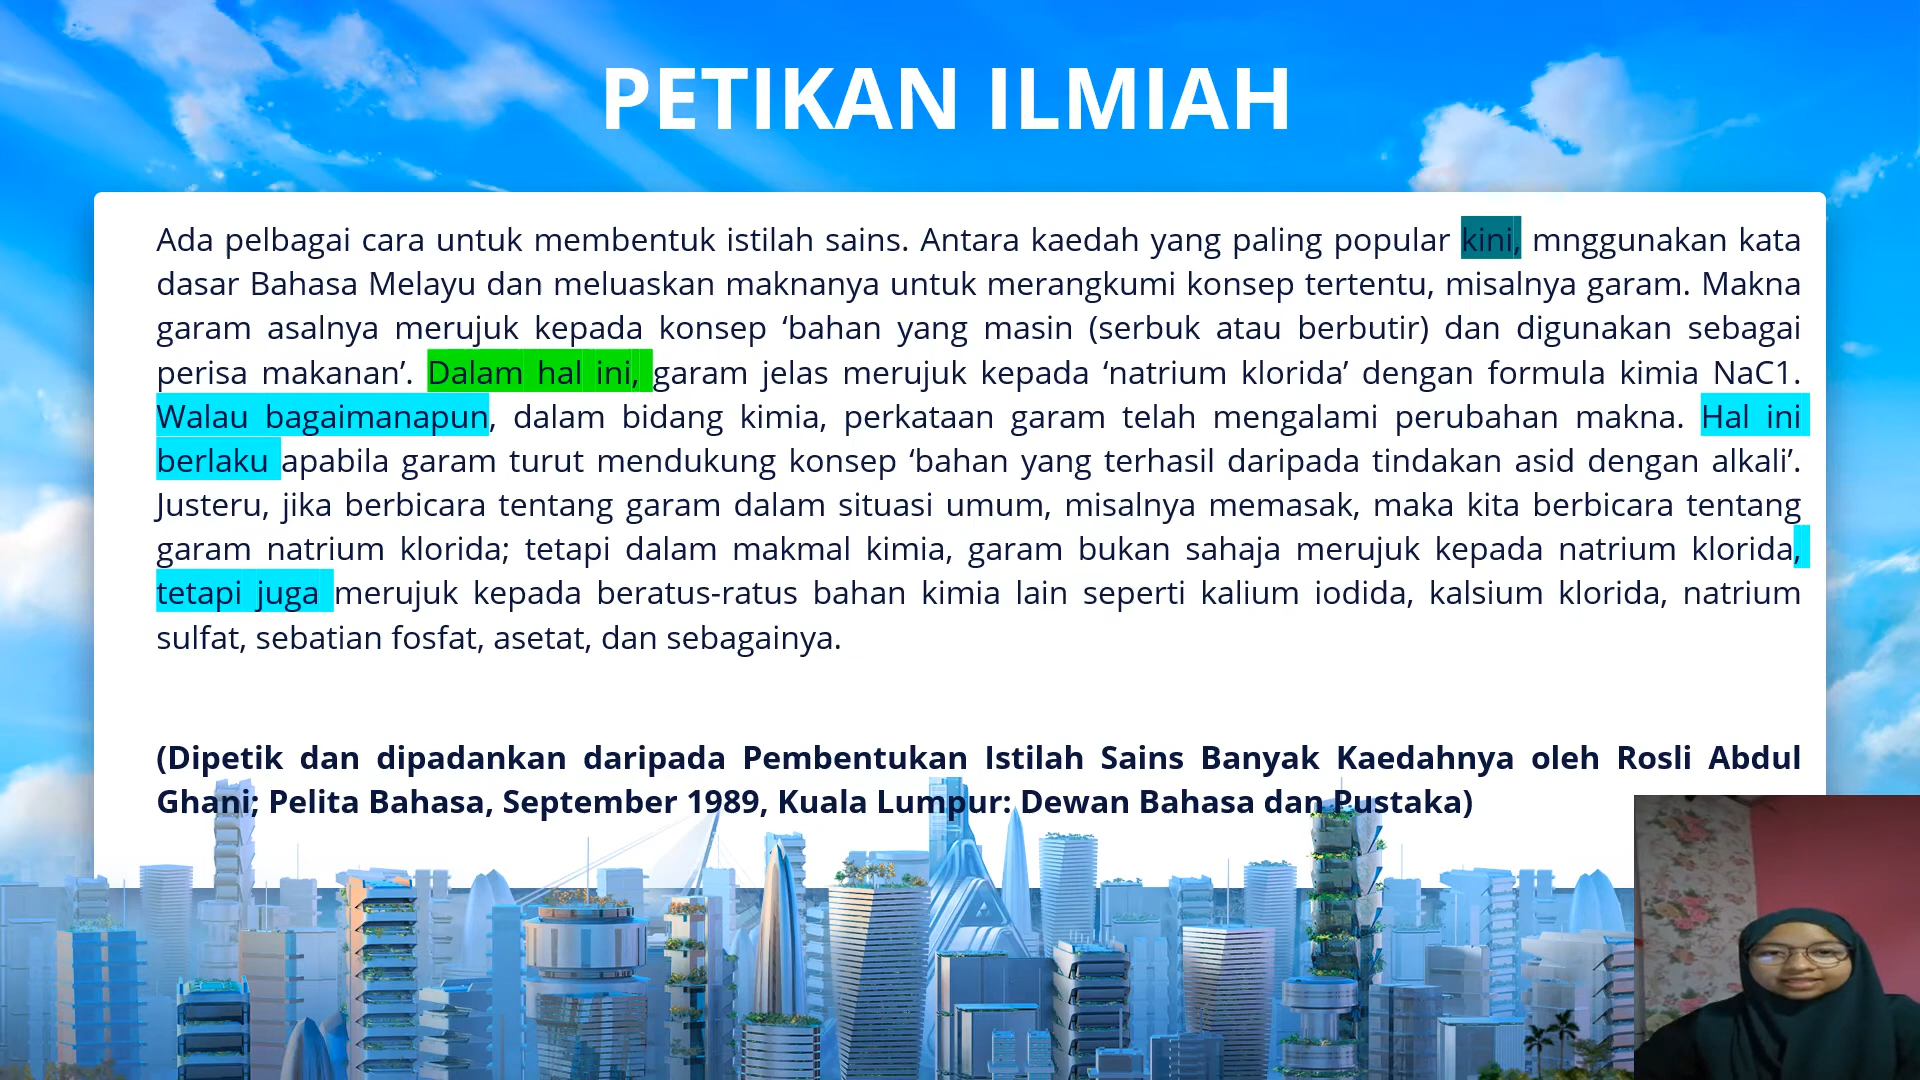 PETIKAN ILMIAH
Ada pelbagai cara untuk membentuk istilah sains. Antara kaedah yang paling popular kini, mnggunakan kata
dasar Bahasa Melayu dan meluaskan maknanya untuk merangkumi konsep tertentu, misalnya garam. Makna
garam asalnya merujuk kepada konsep ‘bahan yang masin (serbuk atau berbutir) dan digunakan sebagai
perisa makanan’. Dalam hal ini, garam jelas merujuk kepada ‘natrium klorida’ dengan formula kimia NaC1.
Walau bagaimanapun, dalam bidang kimia, perkataan garam telah mengalami perubahan makna. Hal ini
berlaku apabila garam turut mendukung konsep ‘bahan yang terhasil daripada tindakan asid dengan alkali’.
Justeru, jika berbicara tentang garam dalam situasi umum, misalnya memasak, maka kita berbicara tentang
garam natrium klorida; tetapi dalam makmal kimia, garam bukan sahaja merujuk kepada natrium klorida,
tetapi juga merujuk kepada beratus-ratus bahan kimia lain seperti kalium iodida, kalsium klorida, natrium
sulfat, sebatian fosfat, asetat, dan sebagainya.
(Dipetik dan dipadankan daripada Pembentukan Istilah Sains Banyak Kaedahnya oleh Rosli Abdul
Ghani; Pelita Bahasa, September 1989, Kuala Lumpur: Dewan Bahasa dan Pustaka)